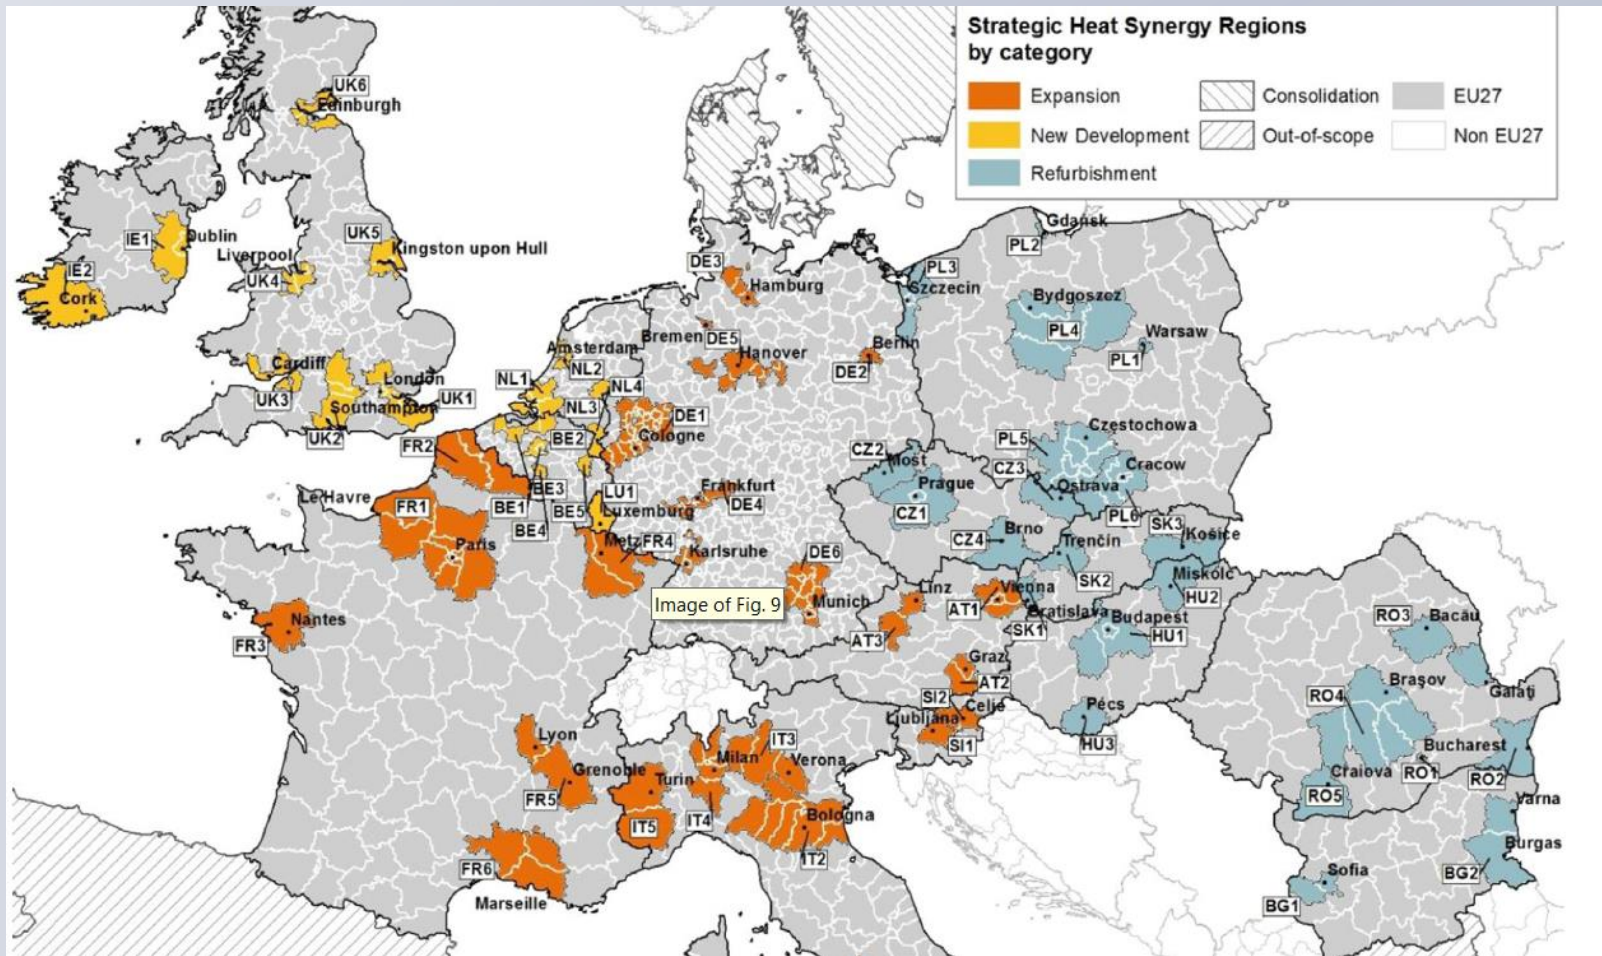 Strategic Heat Synergy Regions
by category
Expansion
Consolidation
EU27
New Development
Out-of-scope
Non EU27
Refurbishment
UK6
Edinburgh
IE1
Dublin
UK5
Kingston upon Hull
Liverpool
UK4
IE2
Cork
Cardiff
UK3
London
UK1
Southampton
UK2
DE3
Hamburg
Bremen
DE5
Hanover
Berlin
DE2
Amsterdam
NL2
NL1
NL4
NL3
DE1
Cologne
BE2
FR2
BE3
BE1
BE4
BE5
LU1
Luxemburg
Frankfurt
DE4
Le Havre
FR1
Paris
Metz
FR4
Karlsruhe
DE6
Munich
Image of Fig. 9
Nantes
FR3
Gdańsk
PL2
PL3
Szczecin
Bydgoszcz
PL4
Warsaw
PL1
Częstochowa
PL5
CZ2
Most
CZ3
Cracow
Prague
Ostrava
CZ1
PL6
SK3
Košice
Brno
CZ4
Trenčín
SK2
Miskolc
HU2
Linz
Vienna
AT1
Bratislava
SK1
Budapest
HU1
AT3
Graz
AT2
SI2
Celje
Ljubljana
SI1
Pécs
HU3
RO3
Bacău
RO4
Braşov
Galaţi
Bucharest
RO1
RO2
Craiova
RO5
Varna
Burgas
BG2
Sofia
BG1
Lyon
Grenoble
FR5
Turin
Milan
IT3
Verona
IT5
IT4
Bologna
IT2
FR6
Marseille